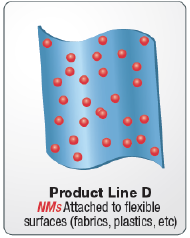 Product Line D
NMs Attached to flexible
surfaces (fabrics, plastics, etc)